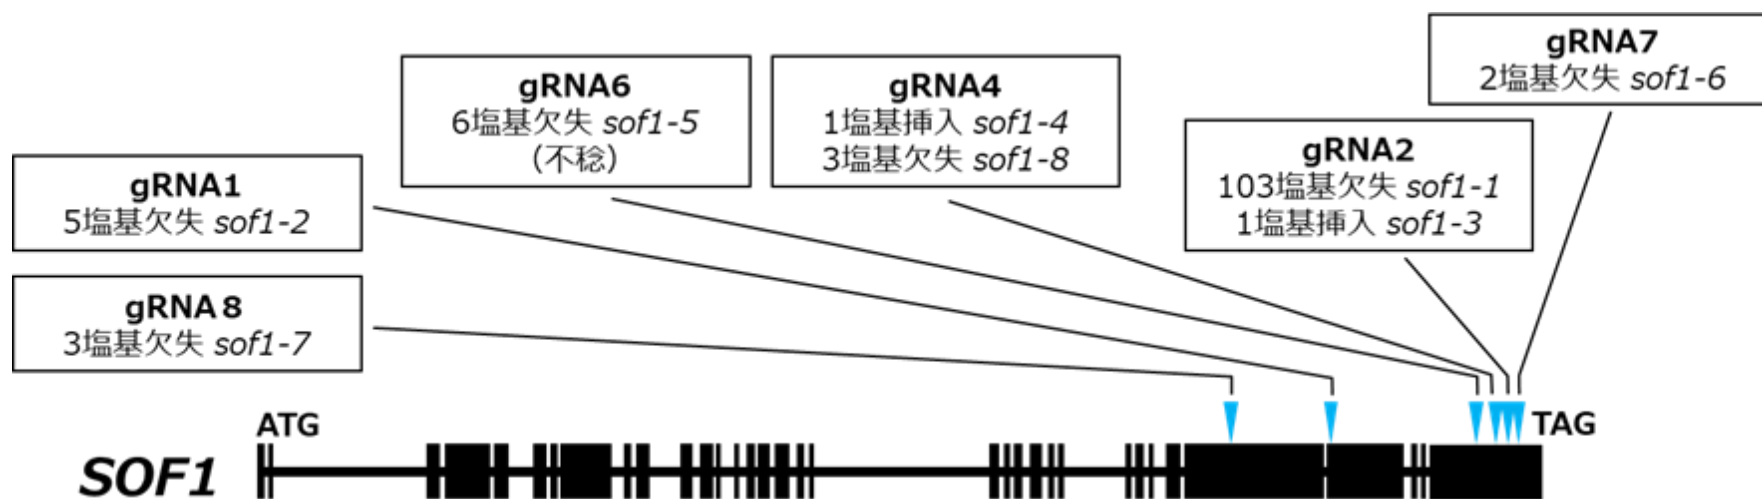 gRNA7
2塩基欠失 sof1-6
gRNA6
6塩基欠失 sof1-5
(不稔)
gRNA4
1塩基挿入 sof1-4
3塩基欠失 sof1-8
gRNA2
103塩基欠失 sof1-1
1塩基挿入 sof1-3
gRNA1
5塩基欠失 sof1-2
gRNA8
3塩基欠失 sof1-7
ATG
TAG
SOF1